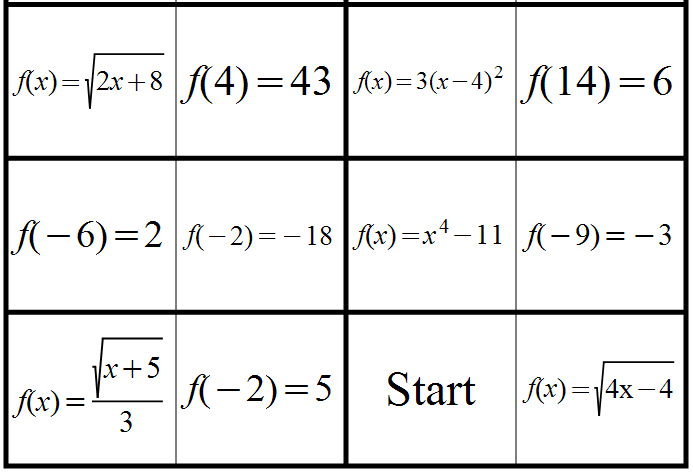 f(x)=√(2x+8) f(4)=43 f(x)=3(x−4)² f(14)=6
f(−6)=2 f(−2)=−18 f(x)=x⁴−11 f(−9)=−3
f(x)=√(x+5)/3 f(−2)=5 Start f(x)=√(4x−4)